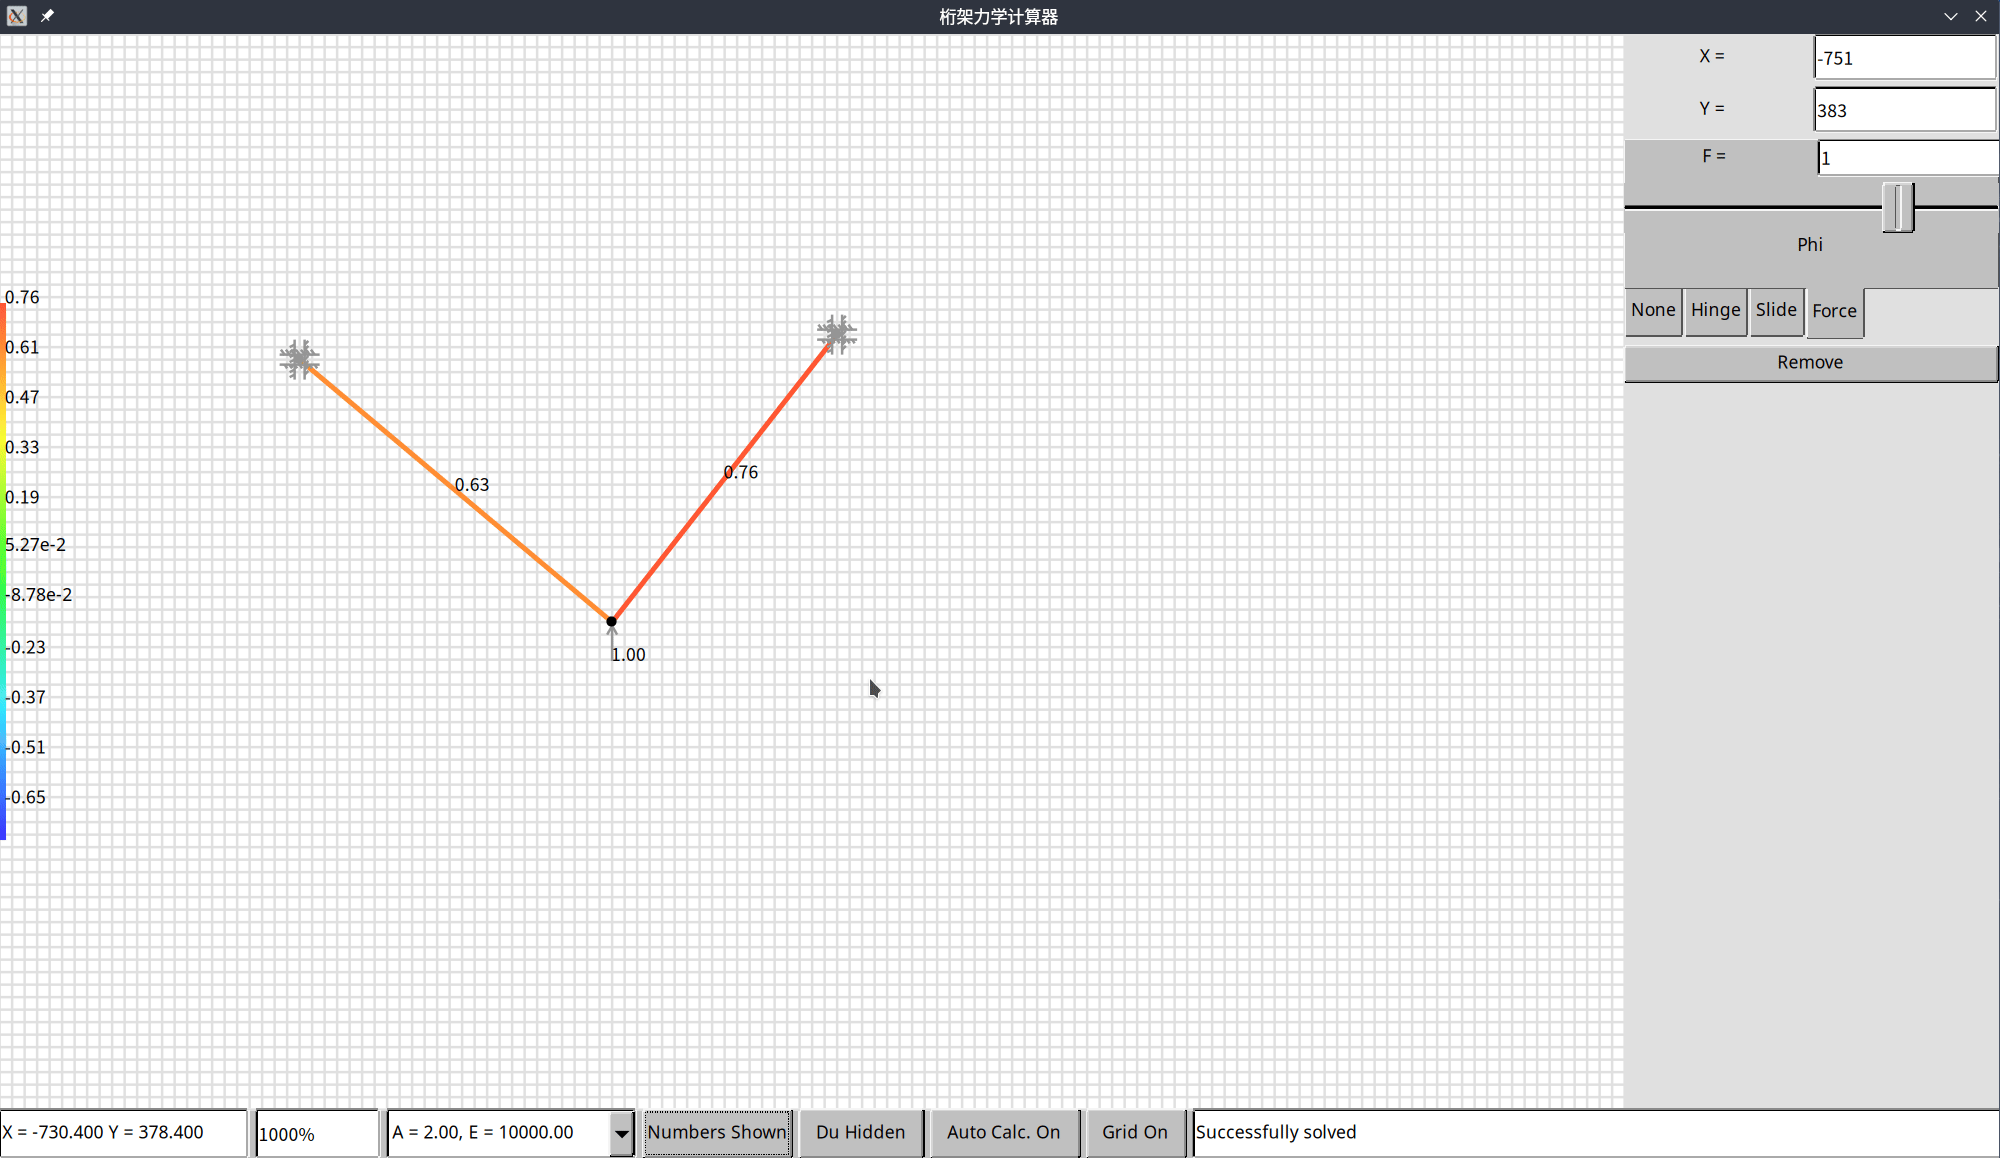 桁架力学计算器
X =
-751
Y =
383
F =
1
Phi
None
Hinge
Slide
Force
Remove
0.76
0.61
0.47
0.33
0.19
5.27e-2
-8.78e-2
-0.23
-0.37
-0.51
-0.65
0.63
0.76
1.00
X = -730.400 Y = 378.400
1000%
A = 2.00, E = 10000.00
Numbers Shown
Du Hidden
Auto Calc. On
Grid On
Successfully solved